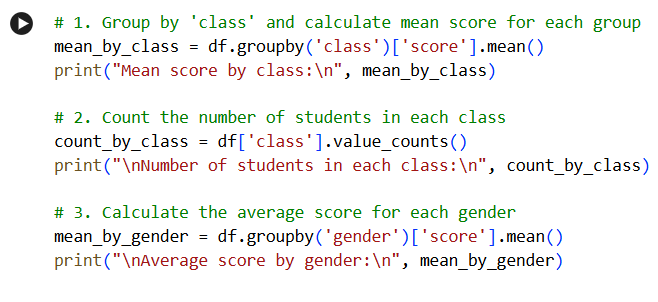 # 1. Group by 'class' and calculate mean score for each group
mean_by_class = df.groupby('class')['score'].mean()
print("Mean score by class:\n", mean_by_class)
# 2. Count the number of students in each class
count_by_class = df['class'].value_counts()
print("\nNumber of students in each class:\n", count_by_class)
# 3. Calculate the average score for each gender
mean_by_gender = df.groupby('gender')['score'].mean()
print("\nAverage score by gender:\n", mean_by_gender)